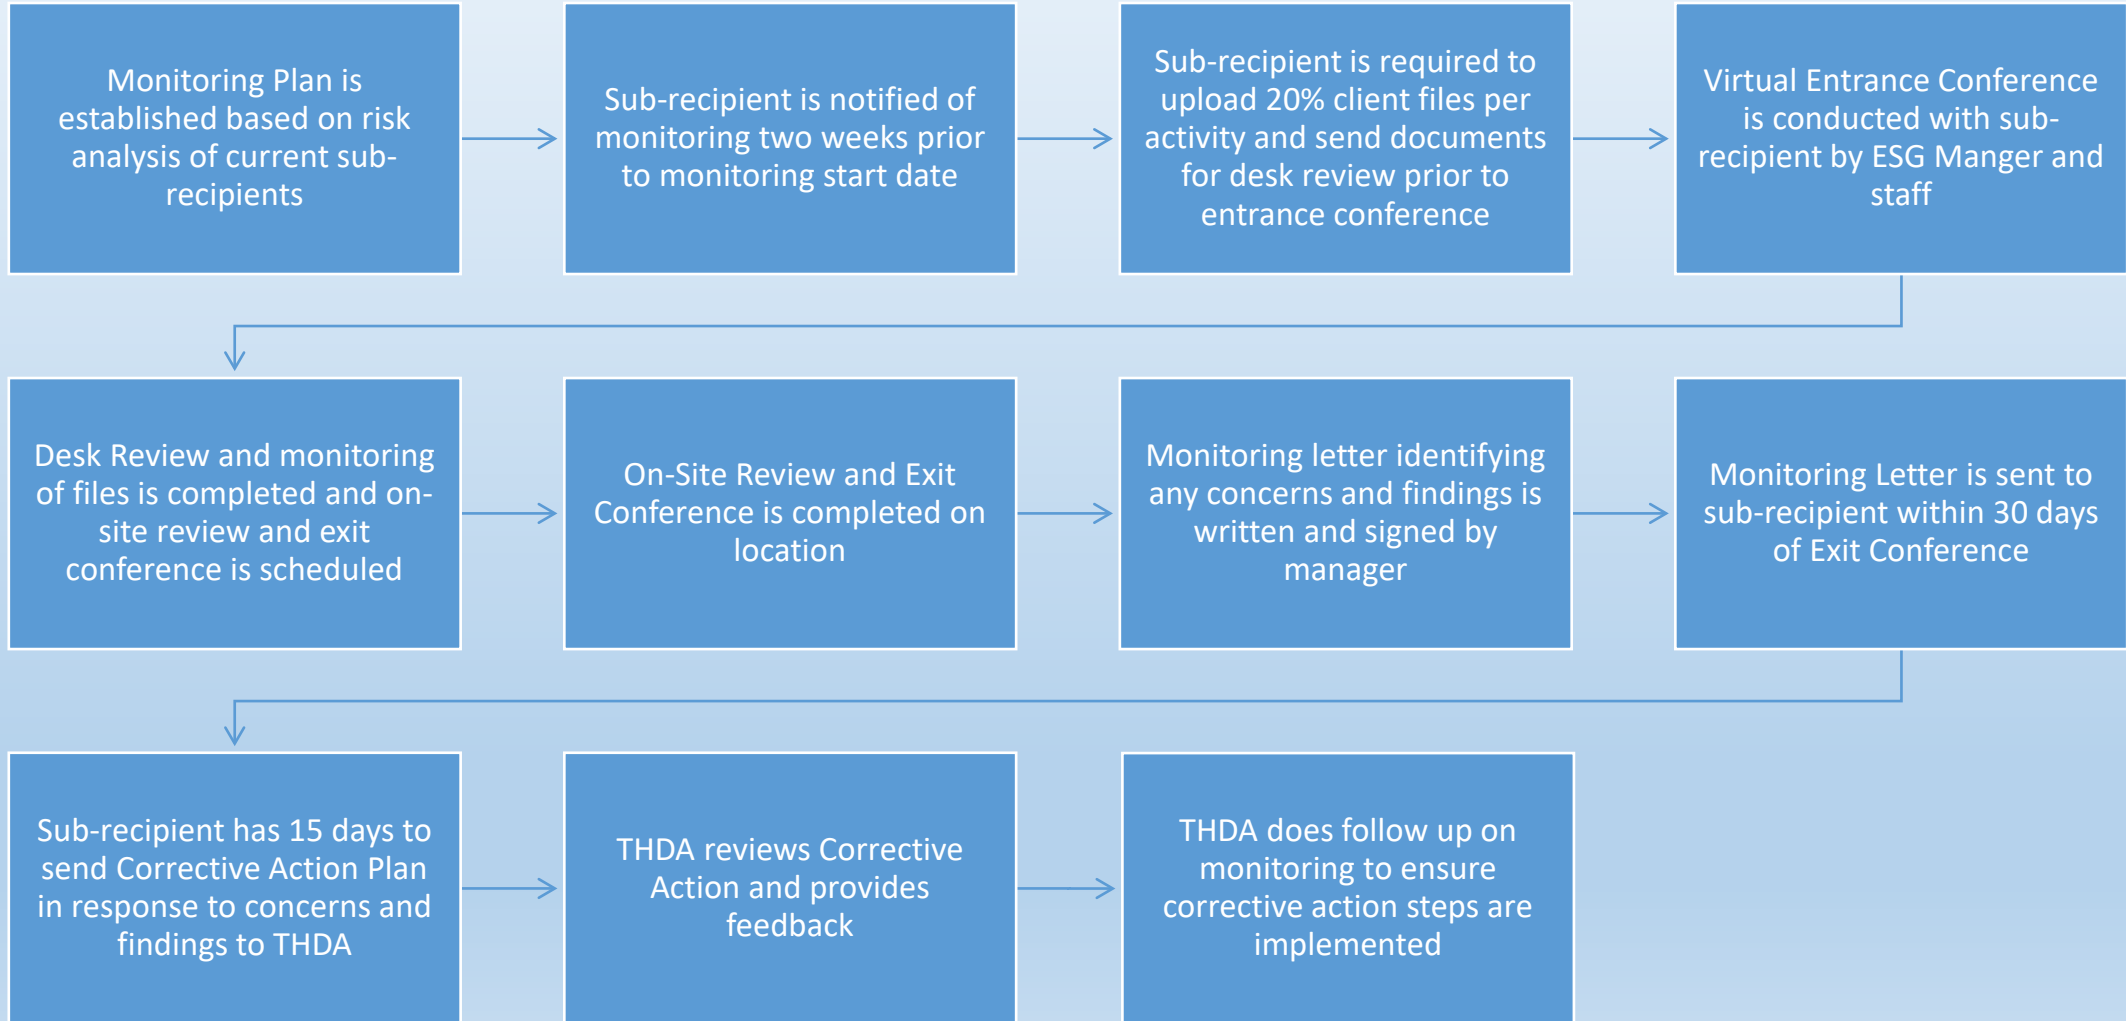 Monitoring Plan is
established based on risk
analysis of current sub-
recipients
Sub-recipient is notified of
monitoring two weeks prior
to monitoring start date
Sub-recipient is required to
upload 20% client files per
activity and send documents
for desk review prior to
entrance conference
Virtual Entrance Conference
is conducted with sub-
recipient by ESG Manger and
staff
Desk Review and monitoring
of files is completed and on-
site review and exit
conference is scheduled
On-Site Review and Exit
Conference is completed on
location
Monitoring letter identifying
any concerns and findings is
written and signed by
manager
Monitoring Letter is sent to
sub-recipient within 30 days
of Exit Conference
Sub-recipient has 15 days to
send Corrective Action Plan
in response to concerns and
findings to THDA
THDA reviews Corrective
Action and provides
feedback
THDA does follow up on
monitoring to ensure
corrective action steps are
implemented